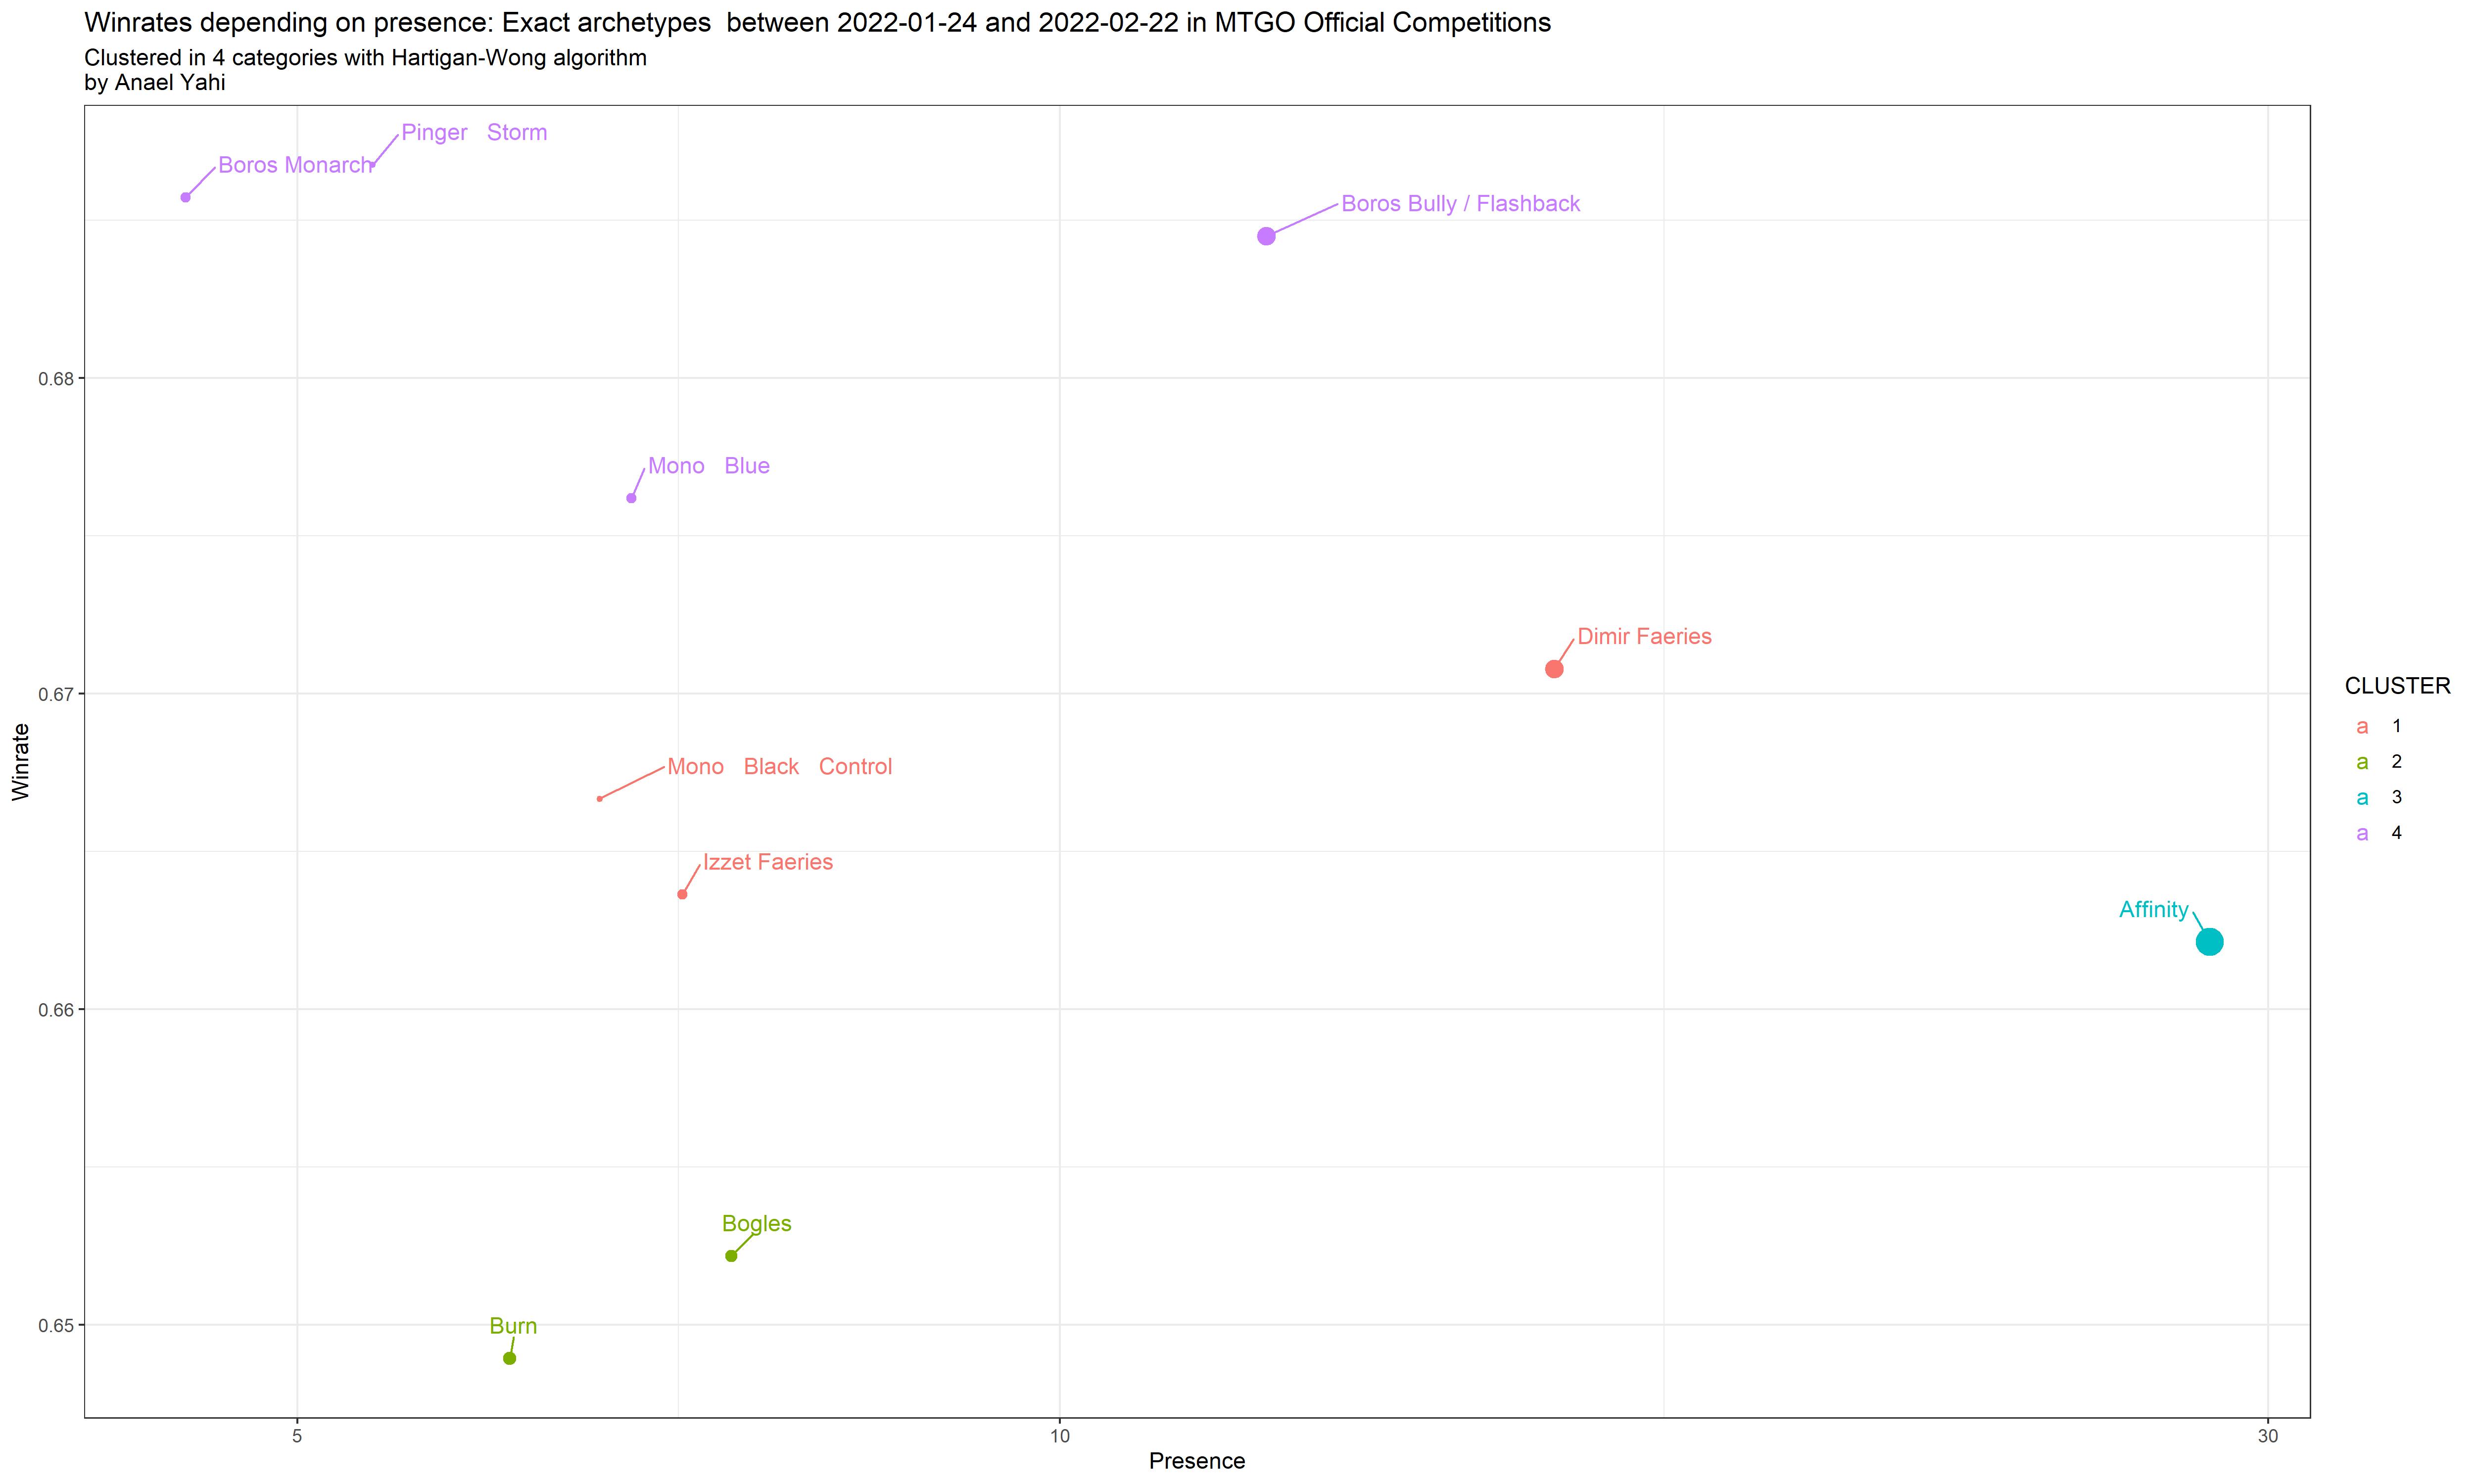 Winrates depending on presence: Exact archetypes  between 2022-01-24 and 2022-02-22 in MTGO Official Competitions
Clustered in 4 categories with Hartigan-Wong algorithm
by Anael Yahi
Pinger   Storm
Boros Monarch
Boros Bully / Flashback
0.68
Mono   Blue
Dimir Faeries
0.67
Mono   Black   Control
Izzet Faeries
Affinity
0.66
Bogles
Burn
0.65
Winrate
5
10
30
Presence
CLUSTER
a 1
a 2
a 3
a 4